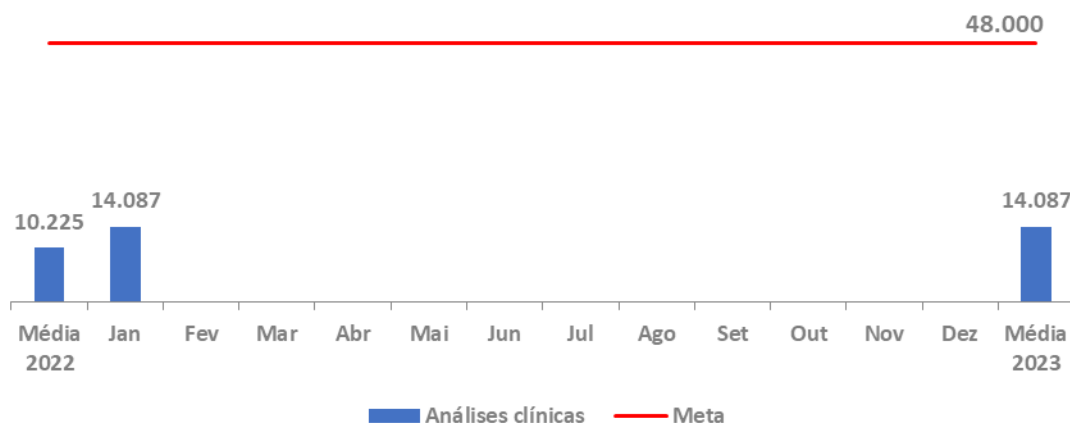 48.000
10.225
14.087
14.087
Média 2022
Jan
Fev
Mar
Abr
Mai
Jun
Jul
Ago
Set
Out
Nov
Dez
Média 2023
Análises clínicas
Meta